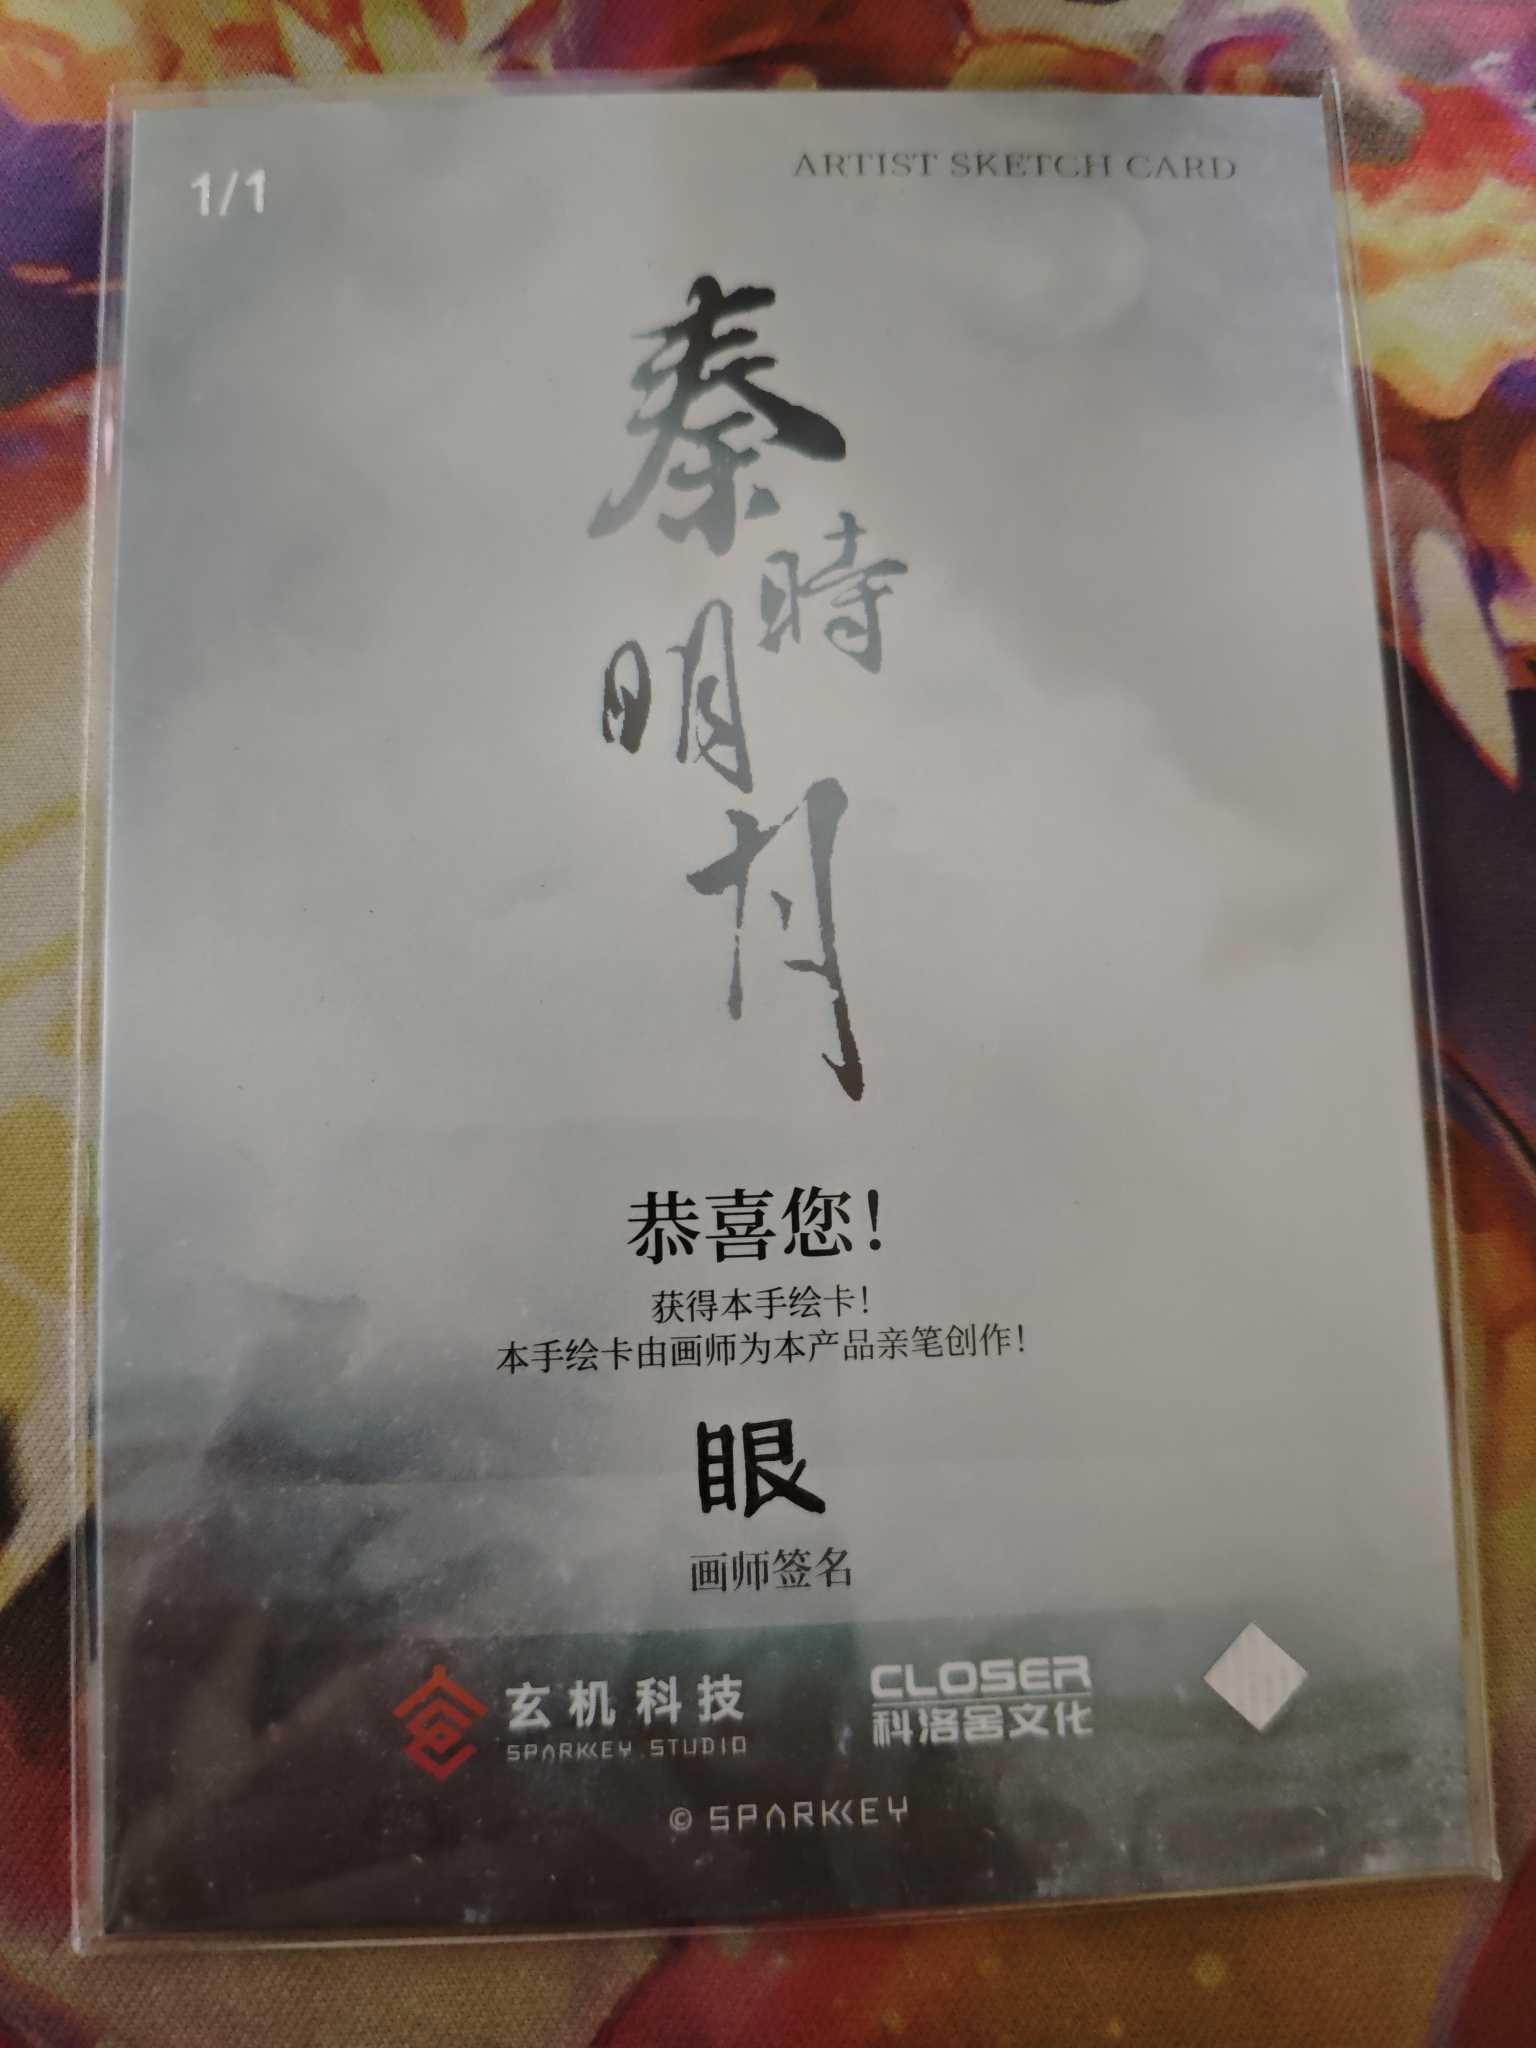 1/1
ARTIST SKETCH CARD
秦
時
明
月
恭喜您！
获得本手绘卡！
本手绘卡由画师为本产品亲笔创作！
眼
画师签名
玄机科技
SPARKKEY STUDIO
CLOSER
科洛舍文化
© SPARKKEY